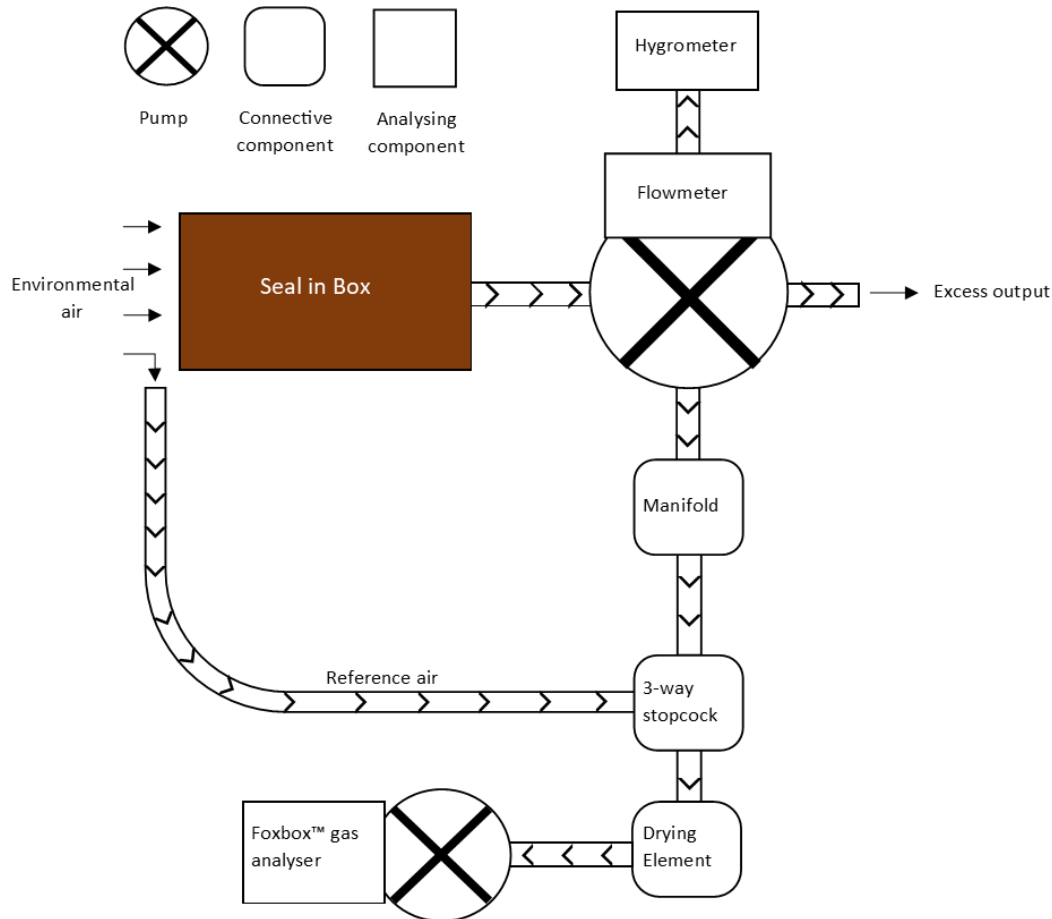 Pump
Connective
component
Analysing
component
Hygrometer
Flowmeter
Environmental
air
Seal in Box
Excess output
Manifold
Reference air
3-way
stopcock
Foxbox™ gas
analyser
Drying
Element